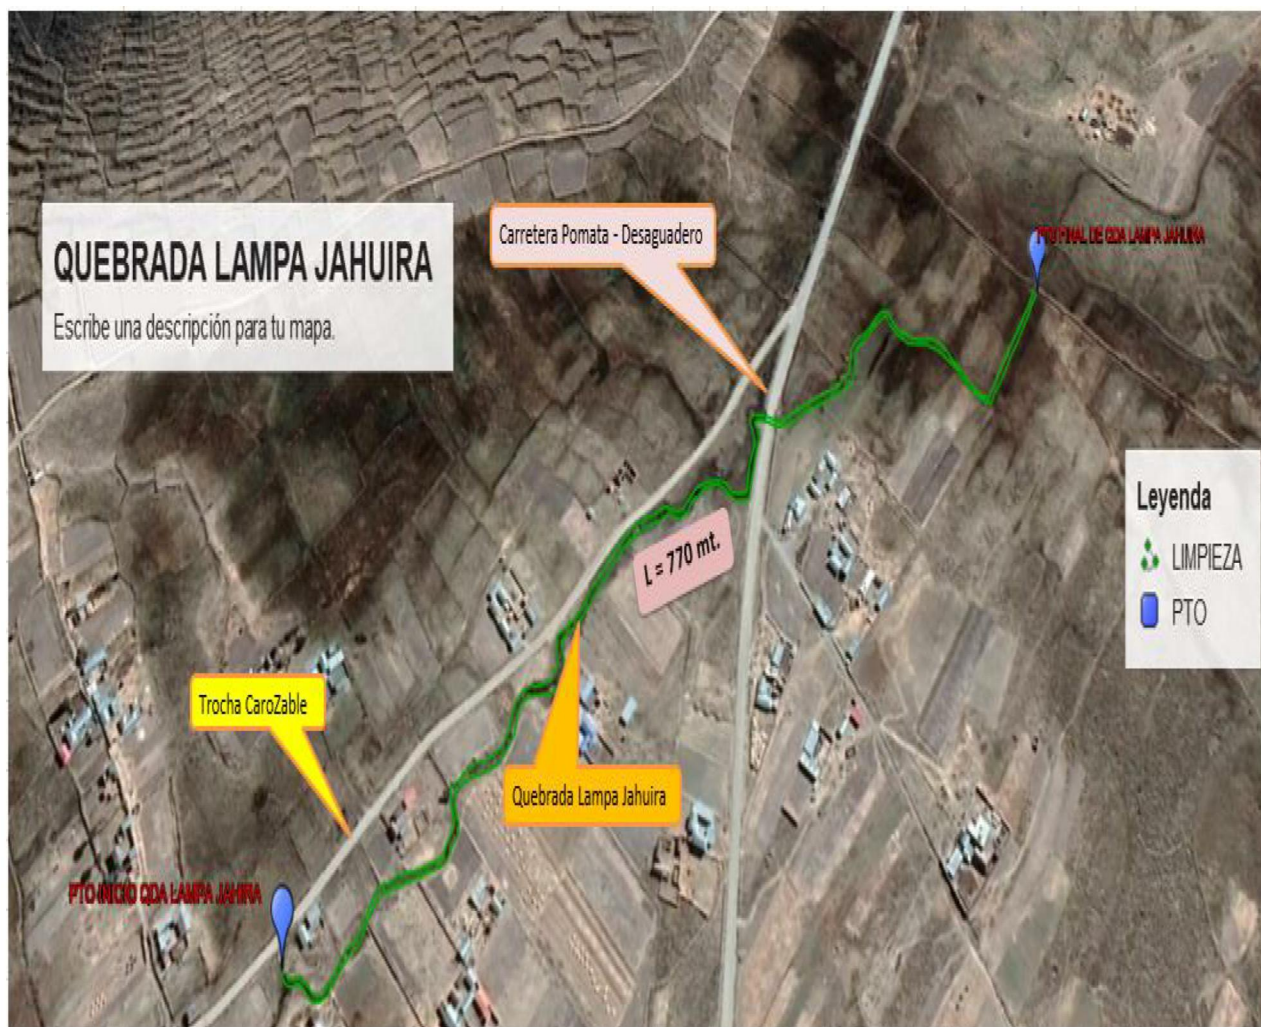 QUEBRADA LAMPA JAHUIRA
Escribe una descripción para tu mapa.
Carretera Pomata - Desaguadero
PTO FINAL DE QDA LAMPA JAHUIRA
Leyenda
LIMPIEZA
PTO
L = 770 mt.
Trocha CaroZable
Quebrada Lampa Jahuira
PTO INICIO QDA LAMPA JAHIRA